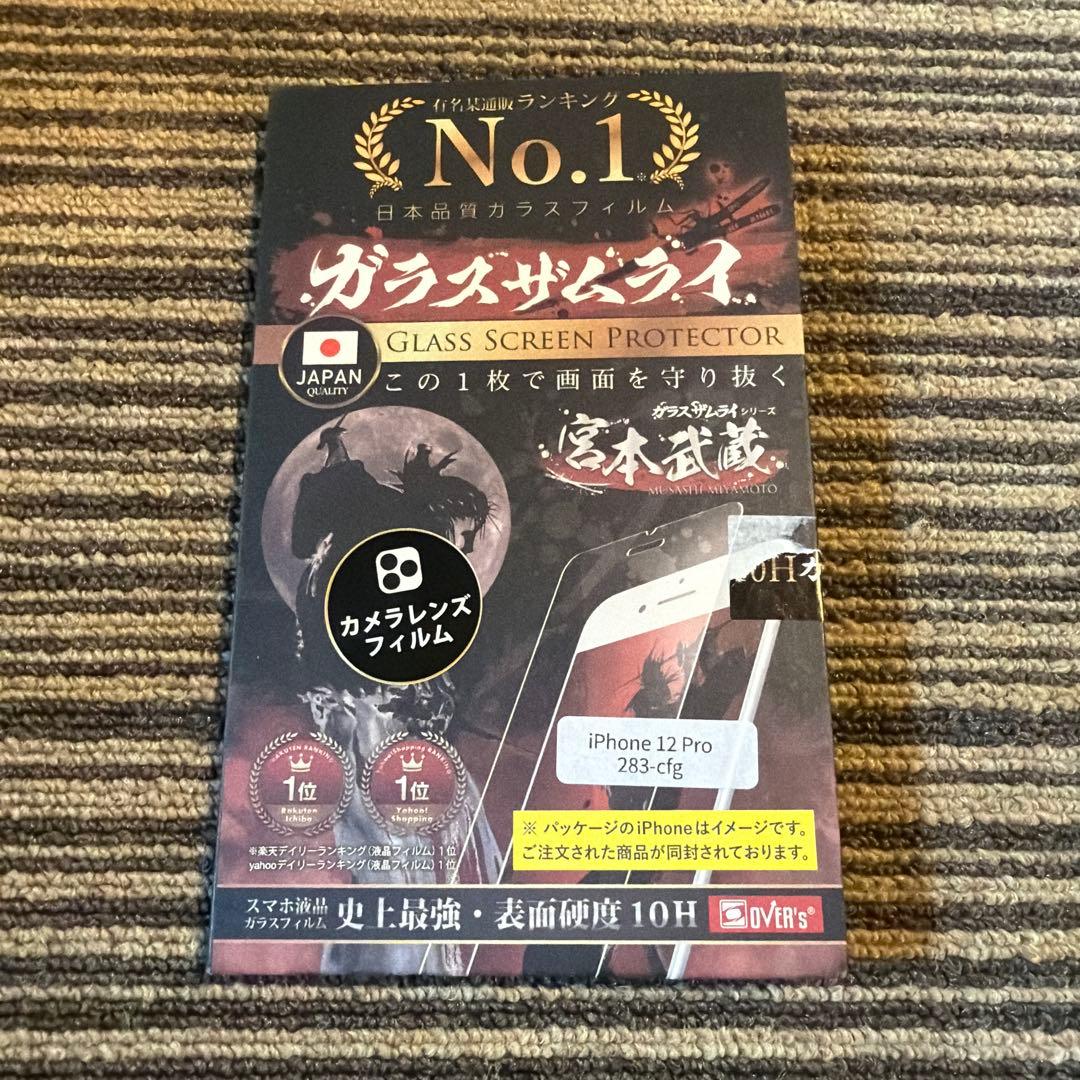 有名某通販ランキング
No.1※
日本品質ガラスフィルム
ガラスザムライ
GLASS SCREEN PROTECTOR
JAPAN
QUALITY
この1枚で画面を守り抜く
ガラスザムライシリーズ
宮本武蔵
MUSASHI MIYAMOTO
10Hガ
カメラレンズ
フィルム
iPhone 12 Pro
283-cfg
RAKUTEN RANKING
1位
Rakuten
Ichiba
1位
Yahoo!
Shopping
※ パッケージのiPhoneはイメージです。
ご注文された商品が同封されております。
※楽天デイリーランキング(液晶フィルム)1位
yahooデイリーランキング(液晶フィルム)1位
スマホ液晶
ガラスフィルム
史上最強・表面硬度10H
OVER's®